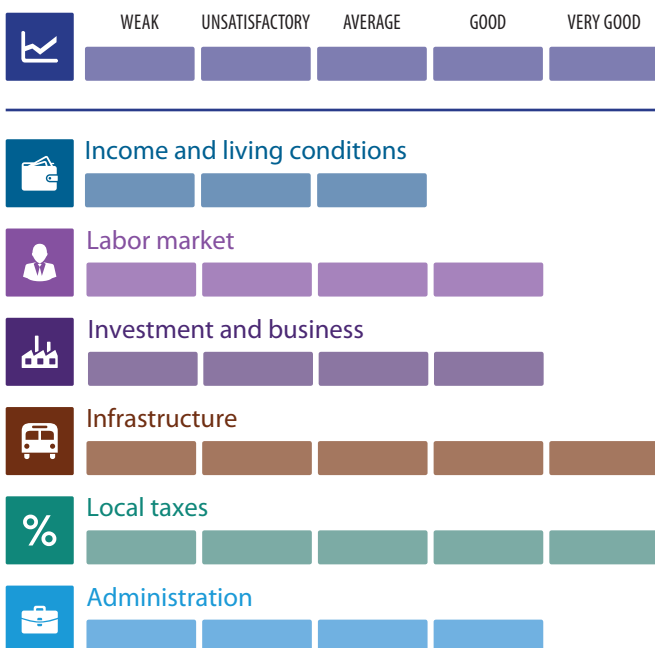 WEAK UNSATISFACTORY AVERAGE GOOD VERY GOOD
Income and living conditions
Labor market
Investment and business
Infrastructure
Local taxes
%
Administration